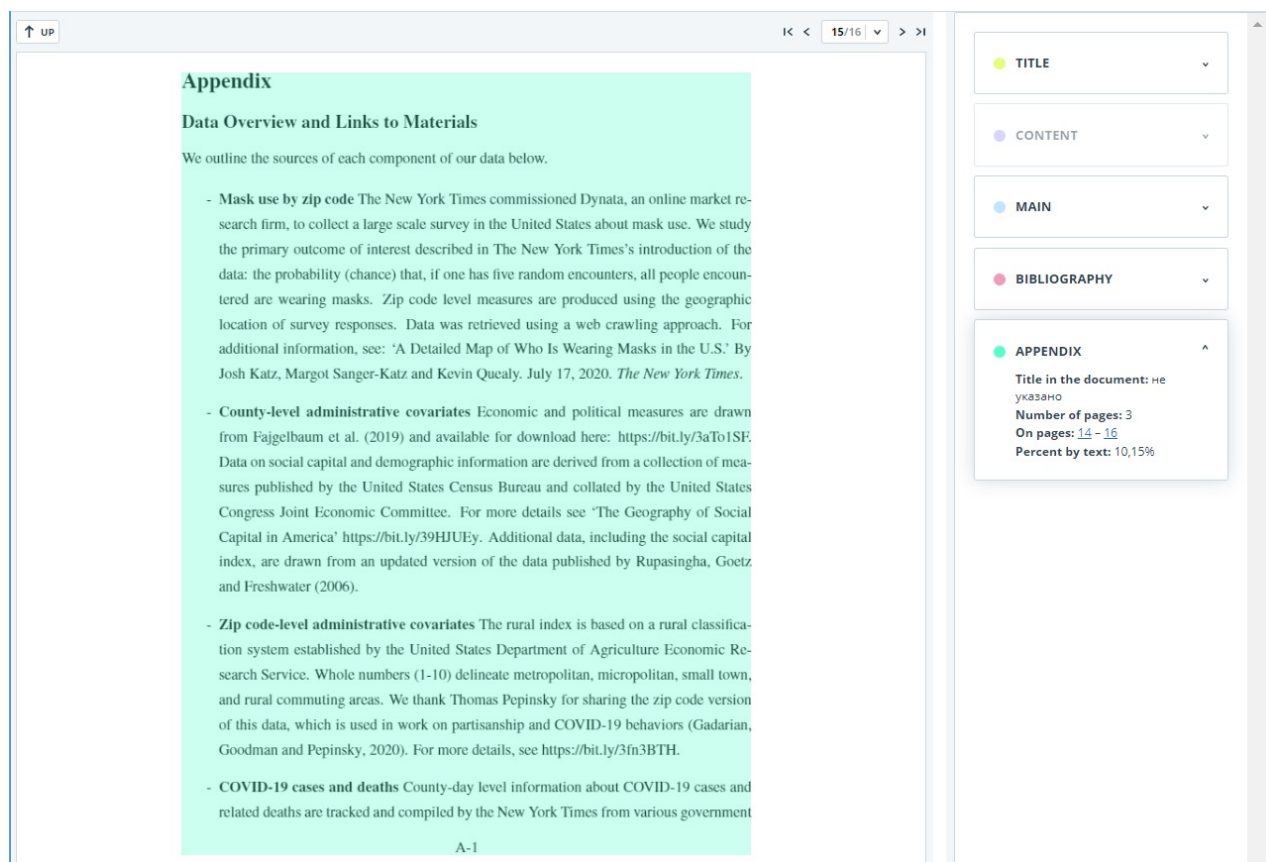 UP
15/16
Appendix
Data Overview and Links to Materials
We outline the sources of each component of our data below.
- Mask use by zip code The New York Times commissioned Dynata, an online market re-
search firm, to collect a large scale survey in the United States about mask use. We study
the primary outcome of interest described in The New York Times's introduction of the
data: the probability (chance) that, if one has five random encounters, all people encoun-
tered are wearing masks. Zip code level measures are produced using the geographic
location of survey responses. Data was retrieved using a web crawling approach. For
additional information, see: ‘A Detailed Map of Who Is Wearing Masks in the U.S.’ By
Josh Katz, Margot Sanger-Katz and Kevin Quealy. July 17, 2020. The New York Times.
- County-level administrative covariates Economic and political measures are drawn
from Fajgelbaum et al. (2019) and available for download here: https://bit.ly/3aTo1SF.
Data on social capital and demographic information are derived from a collection of mea-
sures published by the United States Census Bureau and collated by the United States
Congress Joint Economic Committee. For more details see ‘The Geography of Social
Capital in America’ https://bit.ly/39HJUEy. Additional data, including the social capital
index, are drawn from an updated version of the data published by Rupasingha, Goetz
and Freshwater (2006).
- Zip code-level administrative covariates The rural index is based on a rural classifica-
tion system established by the United States Department of Agriculture Economic Re-
search Service. Whole numbers (1-10) delineate metropolitan, micropolitan, small town,
and rural commuting areas. We thank Thomas Pepinsky for sharing the zip code version
of this data, which is used in work on partisanship and COVID-19 behaviors (Gadarian,
Goodman and Pepinsky, 2020). For more details, see https://bit.ly/3fn3BTH.
- COVID-19 cases and deaths County-day level information about COVID-19 cases and
related deaths are tracked and compiled by the New York Times from various government
A-1
TITLE
CONTENT
MAIN
BIBLIOGRAPHY
APPENDIX
Title in the document: не
указано
Number of pages: 3
On pages: 14 – 16
Percent by text: 10,15%